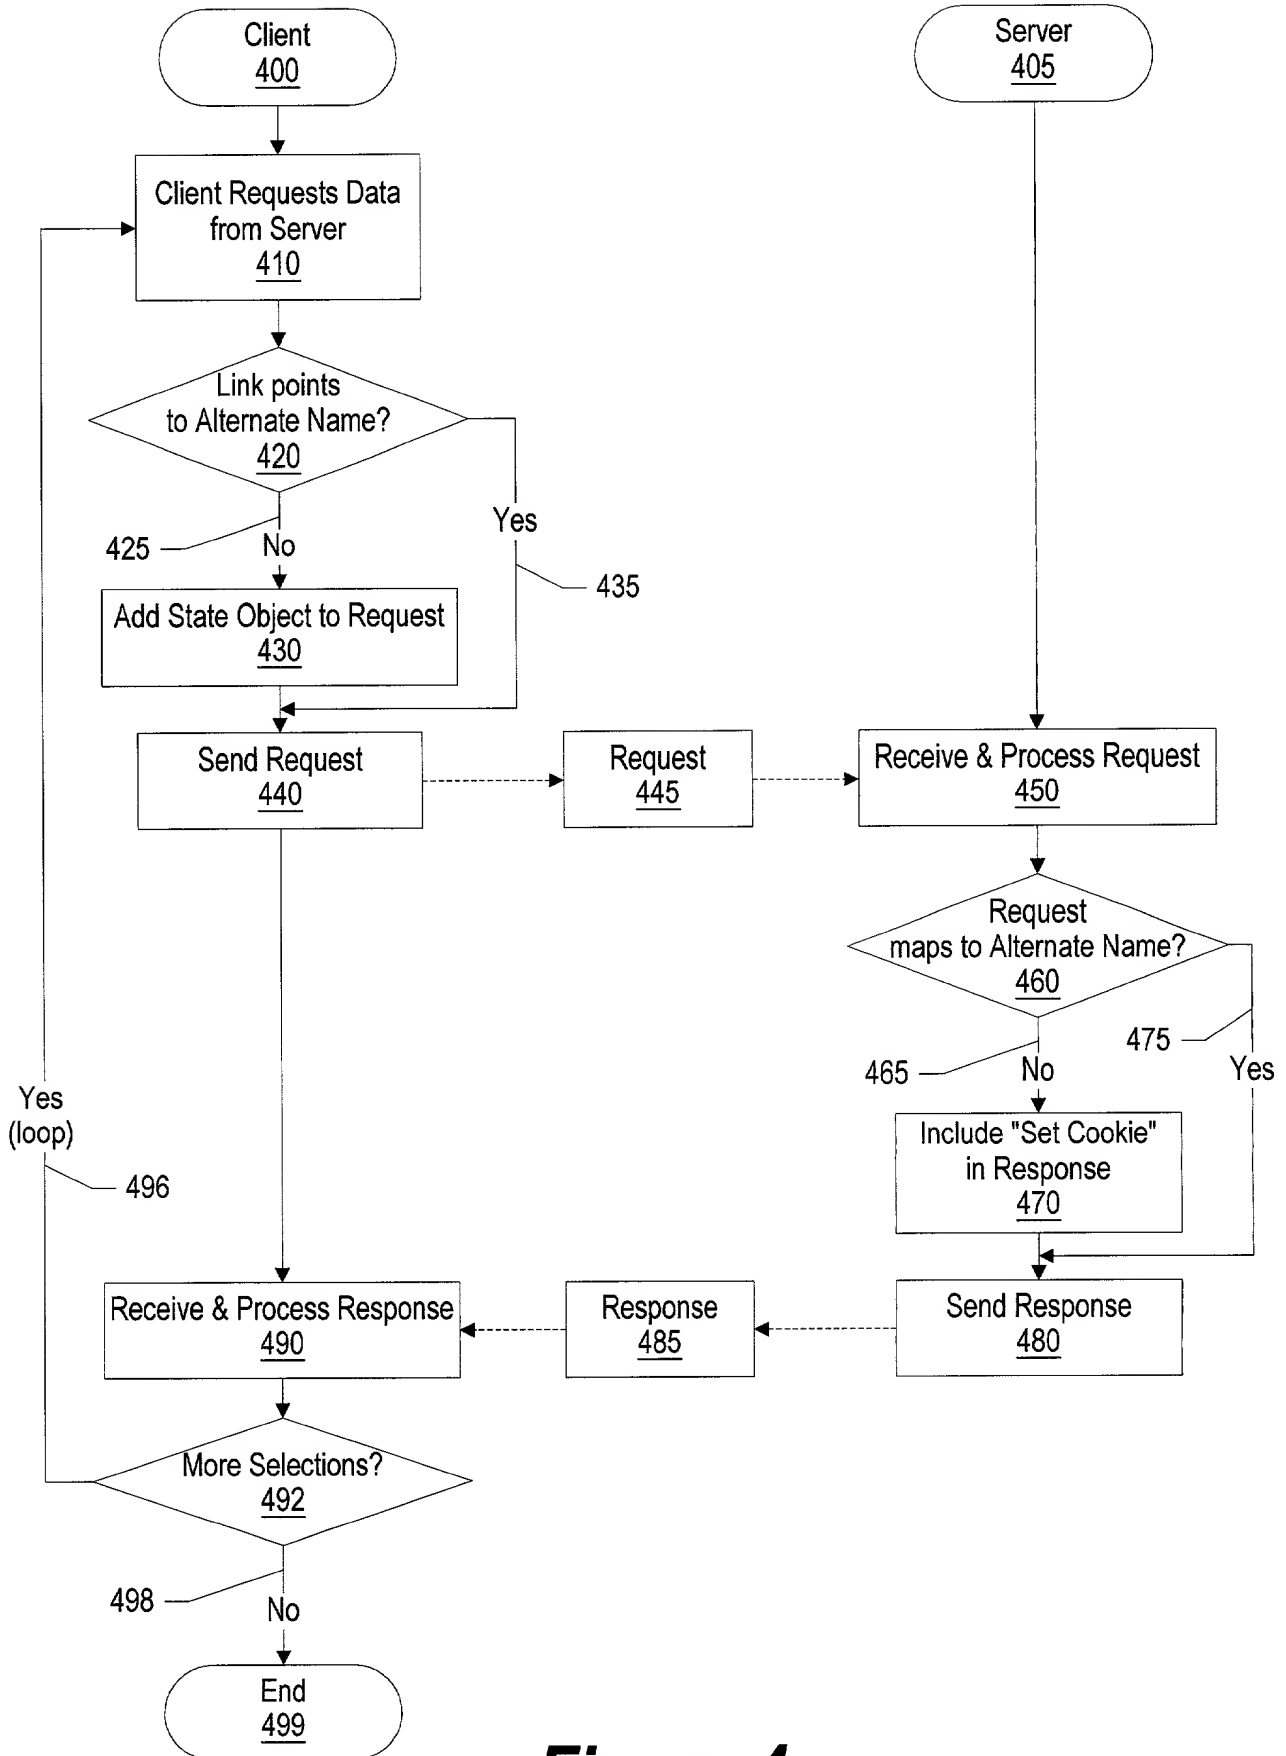 Client
400
Server
405
Client Requests Data
from Server
410
Link points
to Alternate Name?
420
425
No
Yes
435
Add State Object to Request
430
Send Request
440
Request
445
Receive & Process Request
450
Request
maps to Alternate Name?
460
465
No
475
Yes
Include "Set Cookie"
in Response
470
Yes
(loop)
496
Receive & Process Response
490
Response
485
Send Response
480
More Selections?
492
498
No
End
499